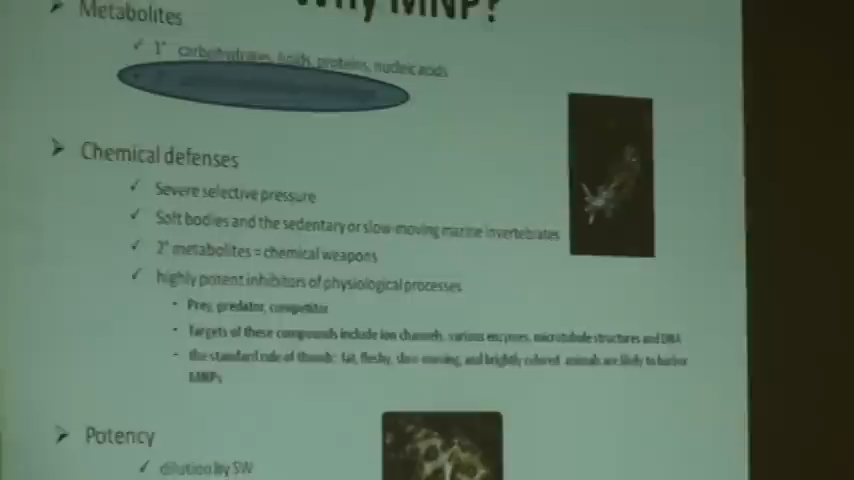 Why MNP?
Metabolites
1° carbohydrates, lipids, proteins, nucleic acids
Chemical defenses
Severe selective pressure
Soft bodies and the sedentary or slow-moving marine invertebrates
2° metabolites = chemical weapons
highly potent inhibitors of physiological processes
Prey, predator, competitor
Targets of these compounds include ion channels, various enzymes, microtubule structures and DNA
the standard rule of thumb: fat, fleshy, slow moving, and brightly colored animals are likely to harbor
MNPs
Potency
dilution by SW